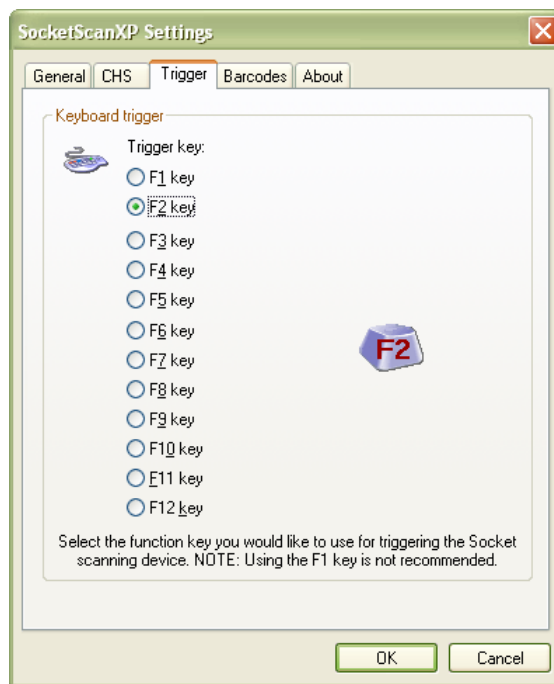 SocketScanXP Settings
General CHS Trigger Barcodes About
Keyboard trigger
Trigger key:
F1 key
F2 key
F3 key
F4 key
F5 key
F6 key
F7 key
F8 key
F9 key
F10 key
F11 key
F12 key
F2
Select the function key you would like to use for triggering the Socket
scanning device. NOTE: Using the F1 key is not recommended.
OK Cancel